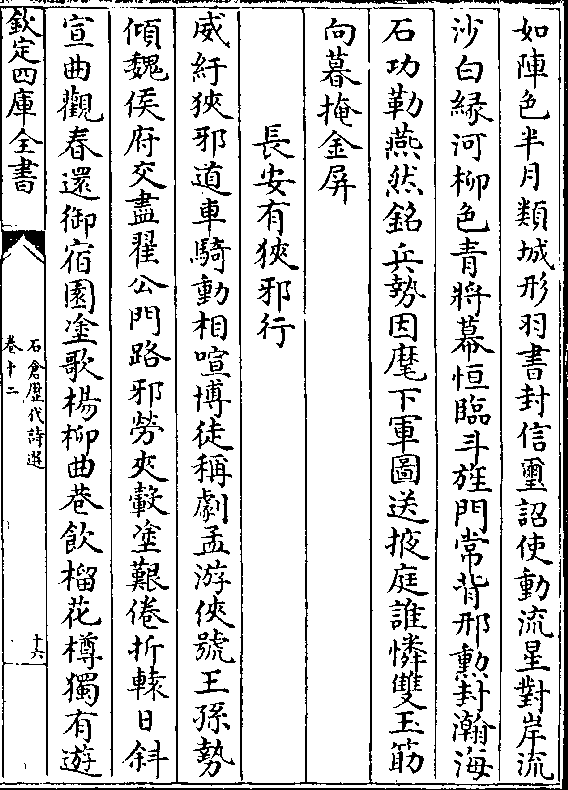 如陣色半月類城形羽書封信璽詔使動流星對岸流
沙白縁河柳色青將幕恒臨斗旌門常背邢勲封瀚海
石功勒燕然銘兵勢因麾下軍圖送掖庭誰憐雙玉筯
向暮掩金屏
長安有狹邪行
威紆狹邪道車騎動相喧博徒稱劇孟游俠號王孫勢
傾魏侯府交盡翟公門路邪勞夾轂塗艱倦折轅日斜
宣曲觀春還御宿園塗歌楊柳曲巷飲榴花樽獨有遊
欽定四庫全書
石倉歴代詩選
卷十二
十六